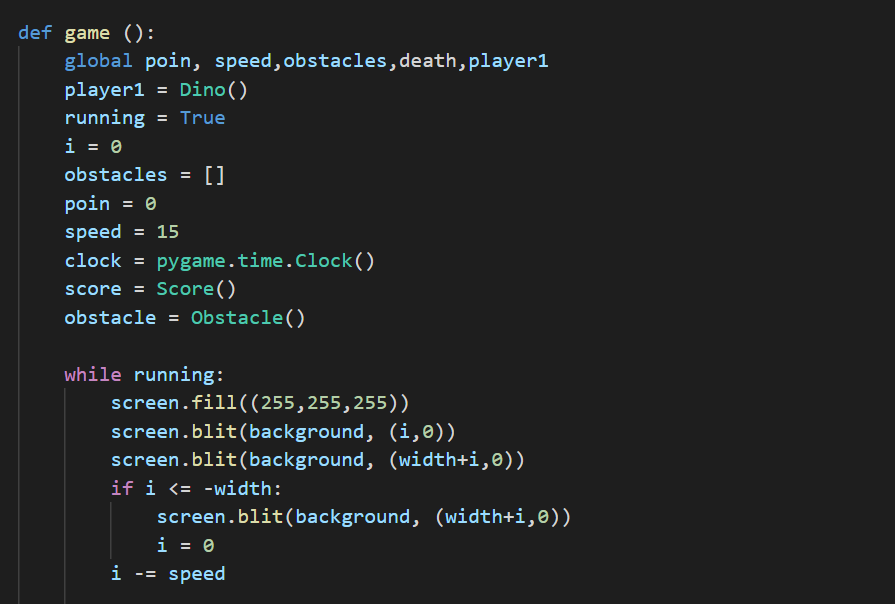 def game ():
    global poin, speed,obstacles,death,player1
    player1 = Dino()
    running = True
    i = 0
    obstacles = []
    poin = 0
    speed = 15
    clock = pygame.time.Clock()
    score = Score()
    obstacle = Obstacle()

    while running:
        screen.fill((255,255,255))
        screen.blit(background, (i,0))
        screen.blit(background, (width+i,0))
        if i <= -width:
            screen.blit(background, (width+i,0))
            i = 0
        i -= speed